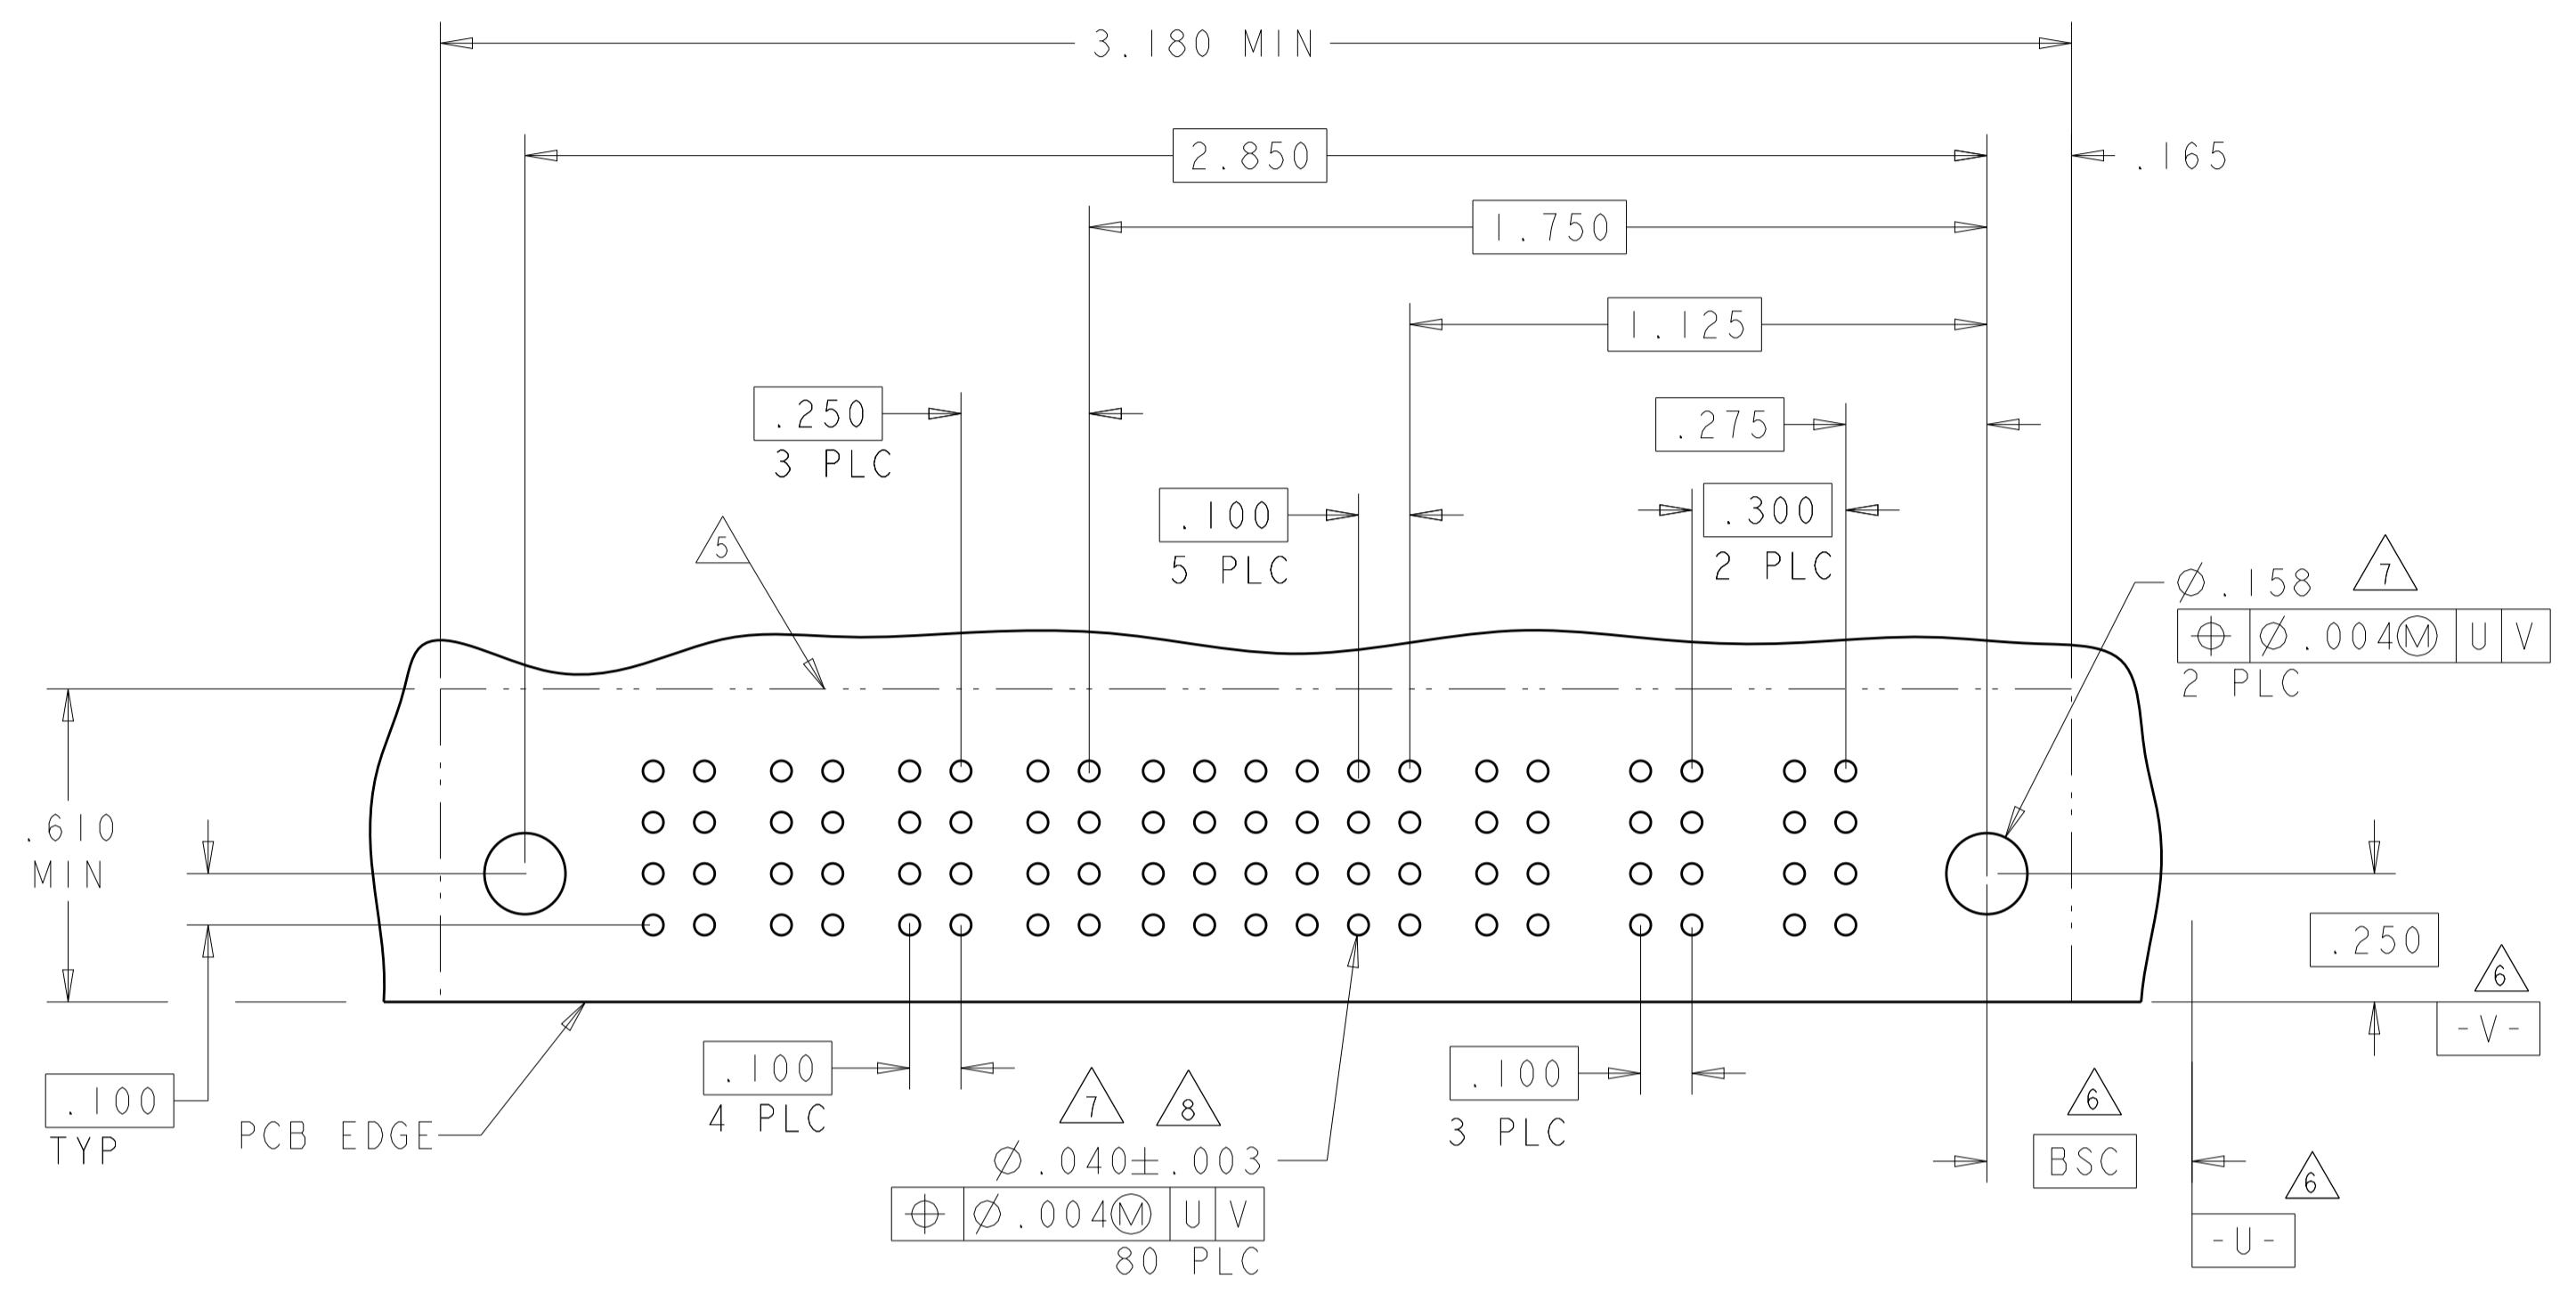 3.180 MIN
2.850
.165
1.750
1.125
.250
3 PLC
.275
.100
5 PLC
.300
2 PLC
5
Ø.158
7
Ø.004Ⓜ U V
2 PLC
.610
MIN
.250
6
-V-
.100
TYP
PCB EDGE
.100
4 PLC
7
8
Ø.040±.003
Ø.004Ⓜ U V
80 PLC
.100
3 PLC
6
BSC
6
-U-